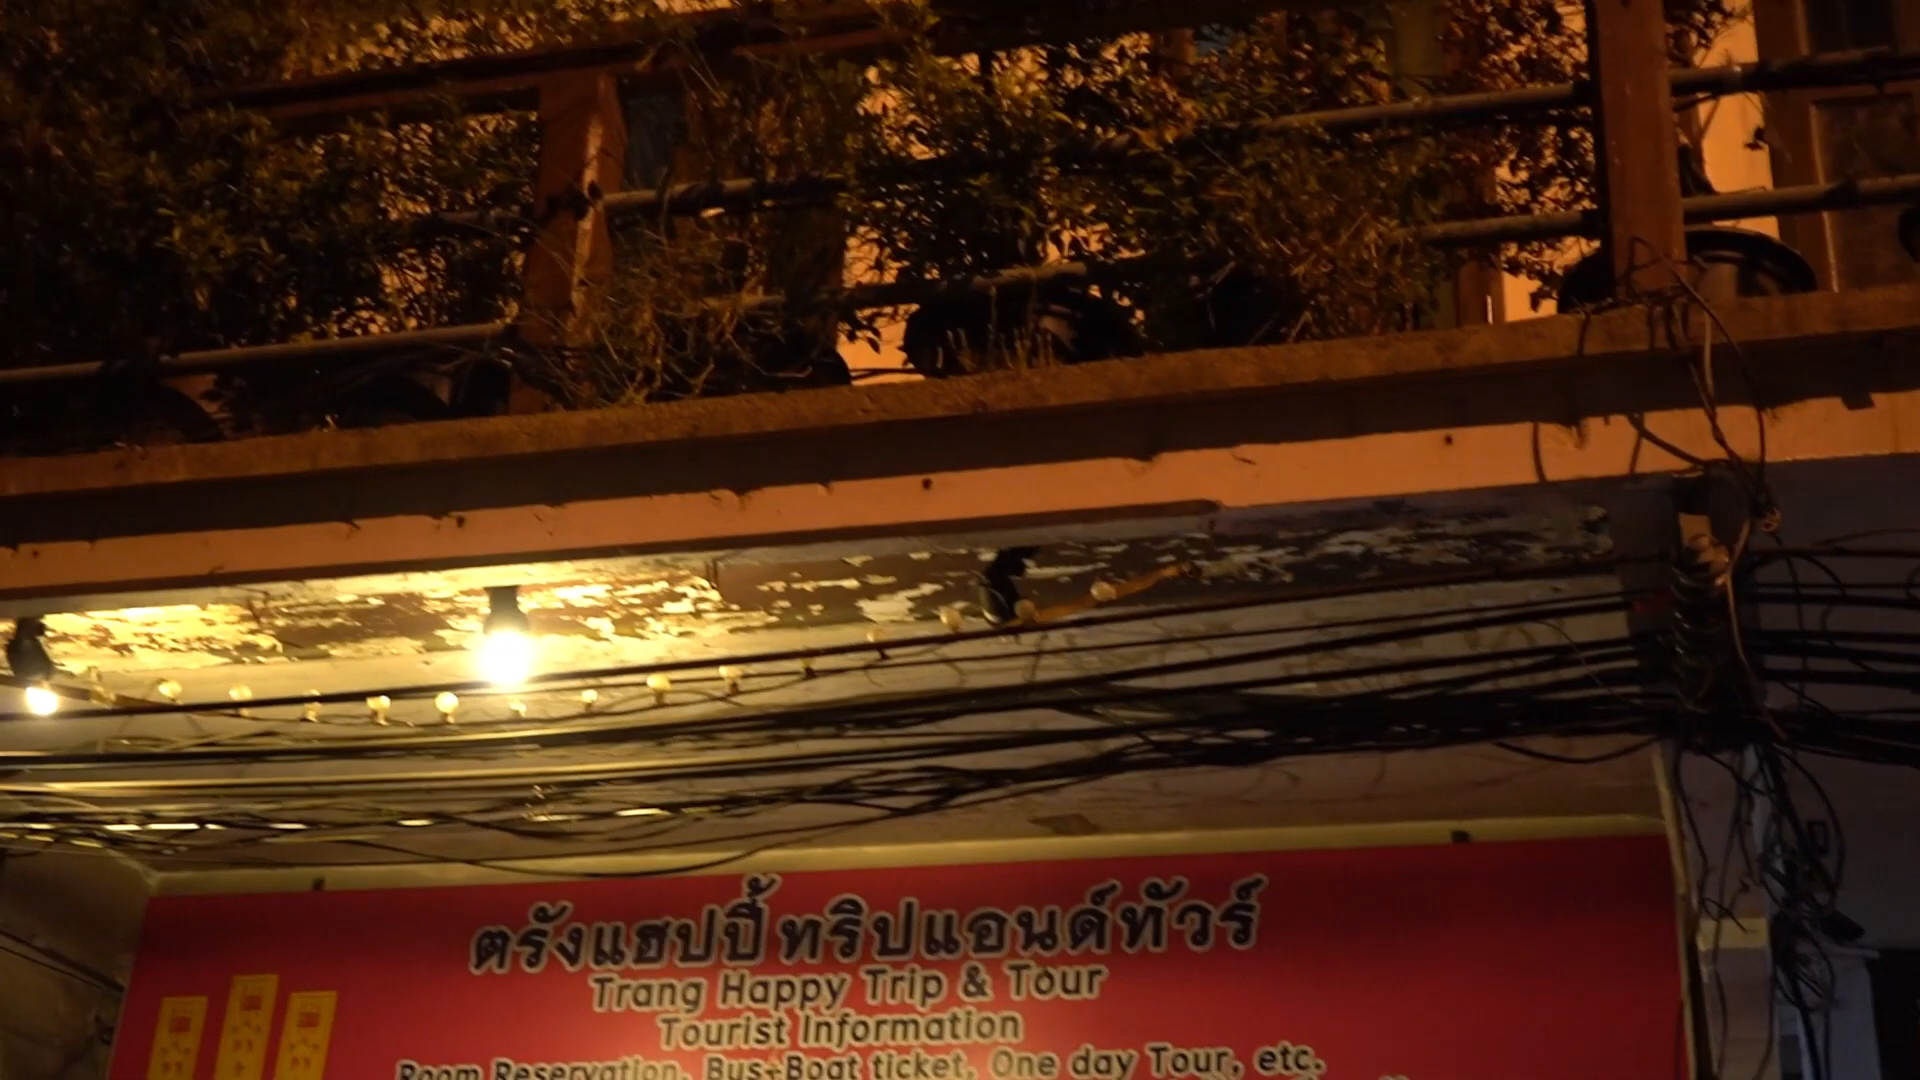 ตรังแฮปปี้ ทริปแอนด์ทัวร์
Trang Happy Trip & Tour
Tourist Information
Room Reservation, Bus+Boat ticket, One day Tour, etc.